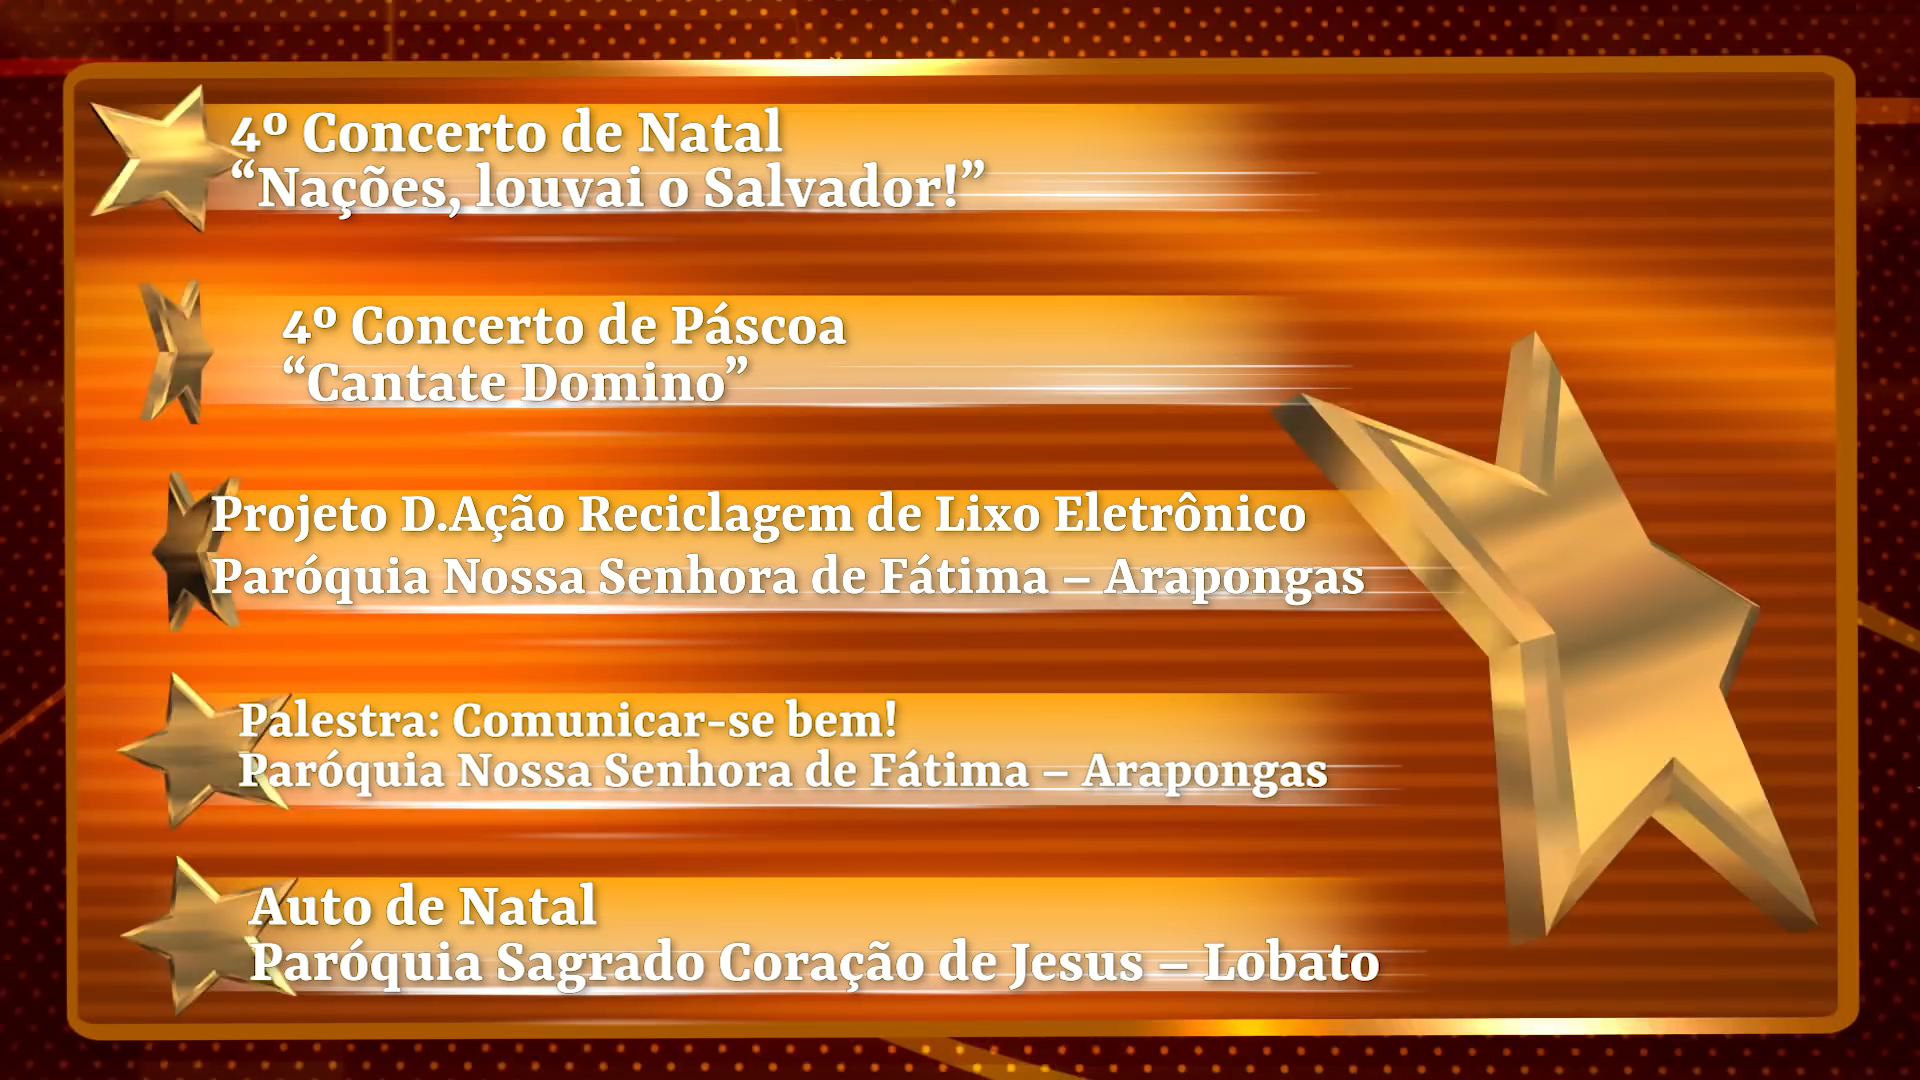 4º Concerto de Natal
“Nações, louvai o Salvador!”
4º Concerto de Páscoa
“Cantate Domino”
Projeto D.Ação Reciclagem de Lixo Eletrônico
Paróquia Nossa Senhora de Fátima – Arapongas
Palestra: Comunicar-se bem!
Paróquia Nossa Senhora de Fátima – Arapongas
Auto de Natal
Paróquia Sagrado Coração de Jesus – Lobato